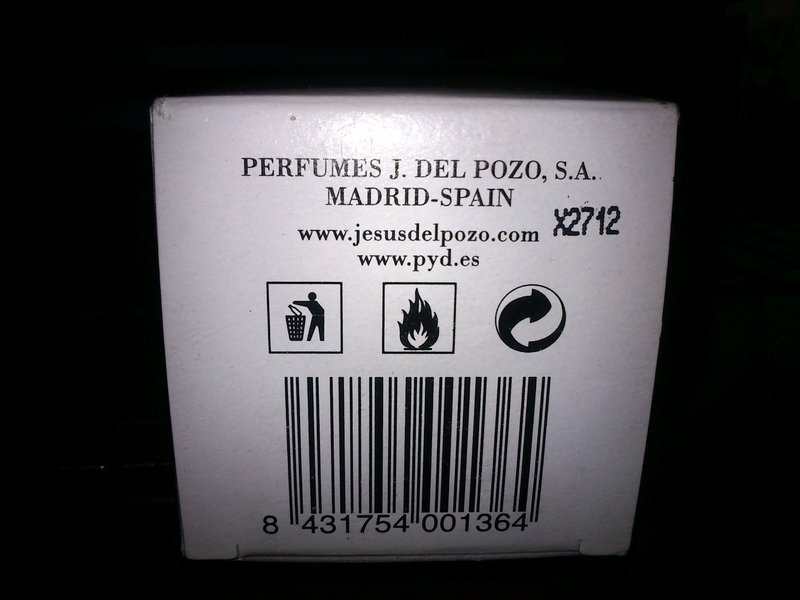 PERFUMES J. DEL POZO, S.A.
MADRID-SPAIN
www.jesusdelpozo.com
X2712
www.pyd.es
8 431754 001364